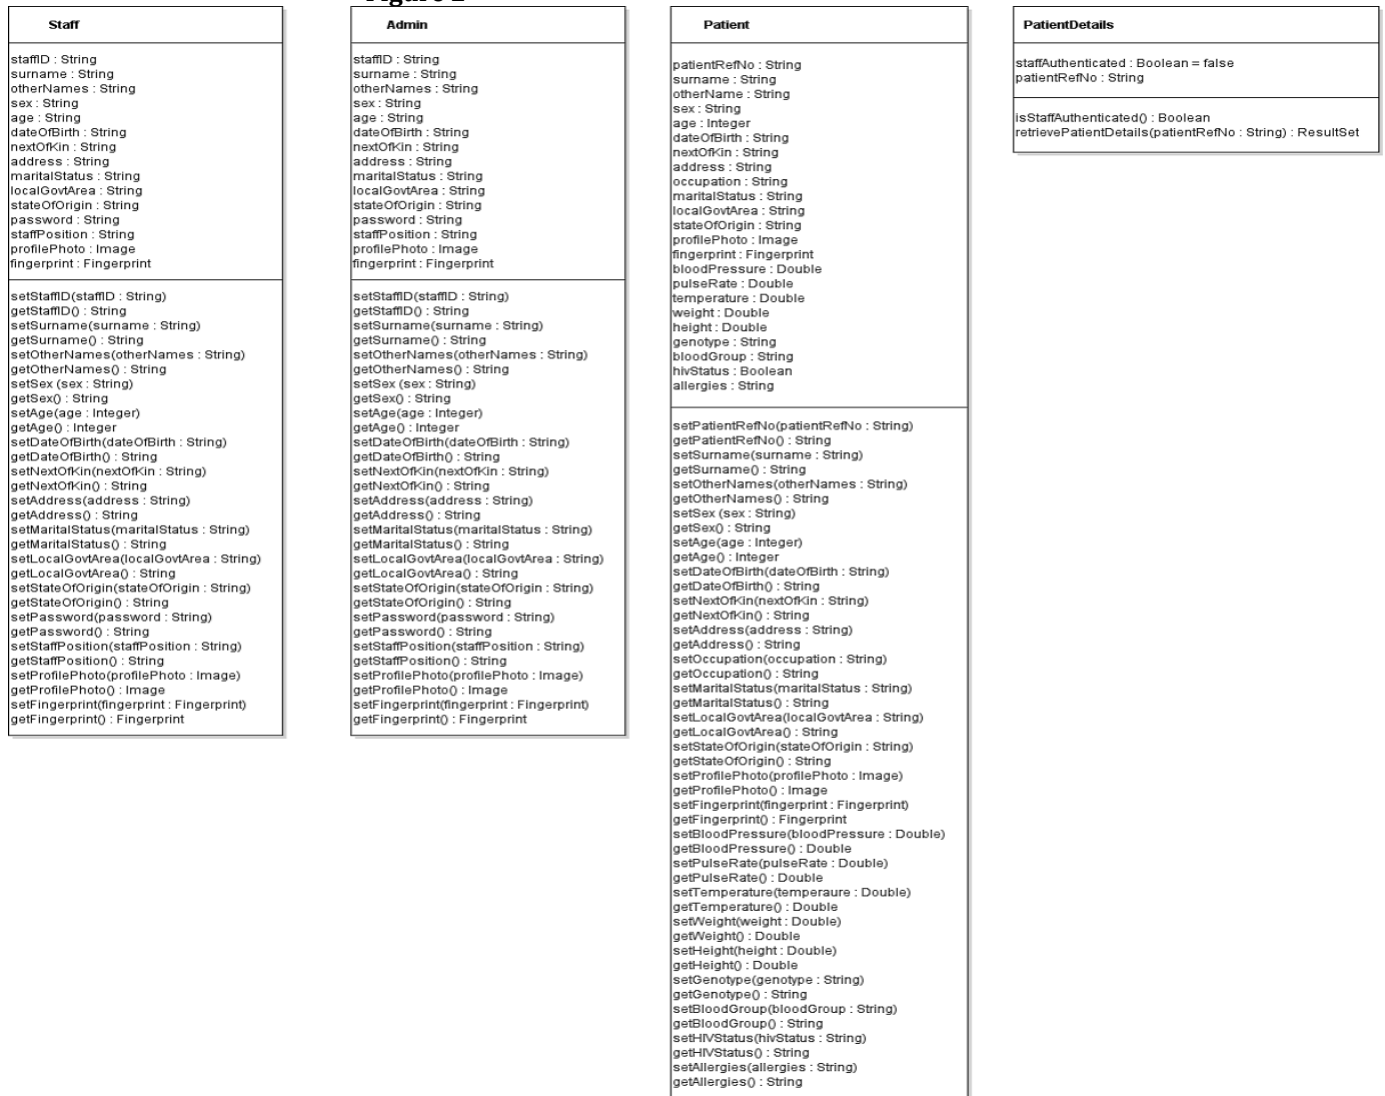 Figure 2
Staff
staffID : String
surname : String
otherNames : String
sex : String
age : String
dateOfBirth : String
nextOfKin : String
address : String
maritalStatus : String
localGovtArea : String
stateOfOrigin : String
password : String
staffPosition : String
profilePhoto : Image
fingerprint : Fingerprint
setStaffID(staffID : String)
getStaffID() : String
setSurname(surname : String)
getSurname() : String
setOtherNames(otherNames : String)
getOtherNames() : String
setSex (sex : String)
getSex() : String
setAge(age : Integer)
getAge() : Integer
setDateOfBirth(dateOfBirth : String)
getDateOfBirth() : String
setNextOfKin(nextOfKin : String)
getNextOfKin() : String
setAddress(address : String)
getAddress() : String
setMaritalStatus(maritalStatus : String)
getMaritalStatus() : String
setLocalGovtArea(localGovtArea : String)
getLocalGovtArea() : String
setStateOfOrigin(stateOfOrigin : String)
getStateOfOrigin() : String
setPassword(password : String)
getPassword() : String
setStaffPosition(staffPosition : String)
getStaffPosition() : String
setProfilePhoto(profilePhoto : Image)
getProfilePhoto() : Image
setFingerprint(fingerprint : Fingerprint)
getFingerprint() : Fingerprint
Admin
staffID : String
surname : String
otherNames : String
sex : String
age : String
dateOfBirth : String
nextOfKin : String
address : String
maritalStatus : String
localGovtArea : String
stateOfOrigin : String
password : String
staffPosition : String
profilePhoto : Image
fingerprint : Fingerprint
setStaffID(staffID : String)
getStaffID() : String
setSurname(surname : String)
getSurname() : String
setOtherNames(otherNames : String)
getOtherNames() : String
setSex (sex : String)
getSex() : String
setAge(age : Integer)
getAge() : Integer
setDateOfBirth(dateOfBirth : String)
getDateOfBirth() : String
setNextOfKin(nextOfKin : String)
getNextOfKin() : String
setAddress(address : String)
getAddress() : String
setMaritalStatus(maritalStatus : String)
getMaritalStatus() : String
setLocalGovtArea(localGovtArea : String)
getLocalGovtArea() : String
setStateOfOrigin(stateOfOrigin : String)
getStateOfOrigin() : String
setPassword(password : String)
getPassword() : String
setStaffPosition(staffPosition : String)
getStaffPosition() : String
setProfilePhoto(profilePhoto : Image)
getProfilePhoto() : Image
setFingerprint(fingerprint : Fingerprint)
getFingerprint() : Fingerprint
Patient
patientRefNo : String
surname : String
otherName : String
sex : String
age : Integer
dateOfBirth : String
nextOfKin : String
address : String
occupation : String
maritalStatus : String
localGovtArea : String
stateOfOrigin : String
profilePhoto : Image
fingerprint : Fingerprint
bloodPressure : Double
pulseRate : Double
temperature : Double
weight : Double
height : Double
genotype : String
bloodGroup : String
hivStatus : Boolean
allergies : String
setPatientRefNo(patientRefNo : String)
getPatientRefNo() : String
setSurname(surname : String)
getSurname() : String
setOtherNames(otherNames : String)
getOtherNames() : String
setSex (sex : String)
getSex() : String
setAge(age : Integer)
getAge() : Integer
setDateOfBirth(dateOfBirth : String)
getDateOfBirth() : String
setNextOfKin(nextOfKin : String)
getNextOfKin() : String
setAddress(address : String)
getAddress() : String
setOccupation(occupation : String)
getOccupation() : String
setMaritalStatus(maritalStatus : String)
getMaritalStatus() : String
setLocalGovtArea(localGovtArea : String)
getLocalGovtArea() : String
setStateOfOrigin(stateOfOrigin : String)
getStateOfOrigin() : String
setProfilePhoto(profilePhoto : Image)
getProfilePhoto() : Image
setFingerprint(fingerprint : Fingerprint)
getFingerprint() : Fingerprint
setBloodPressure(bloodPressure : Double)
getBloodPressure() : Double
setPulseRate(pulseRate : Double)
getPulseRate() : Double
setTemperature(temperaure : Double)
getTemperature() : Double
setWeight(weight : Double)
getWeight() : Double
setHeight(height : Double)
getHeight() : Double
setGenotype(genotype : String)
getGenotype() : String
setBloodGroup(bloodGroup : String)
getBloodGroup() : String
setHIVStatus(hivStatus : String)
getHIVStatus() : String
setAllergies(allergies : String)
getAllergies() : String
PatientDetails
staffAuthenticated : Boolean = false
patientRefNo : String
isStaffAuthenticated() : Boolean
retrievePatientDetails(patientRefNo : String) : ResultSet